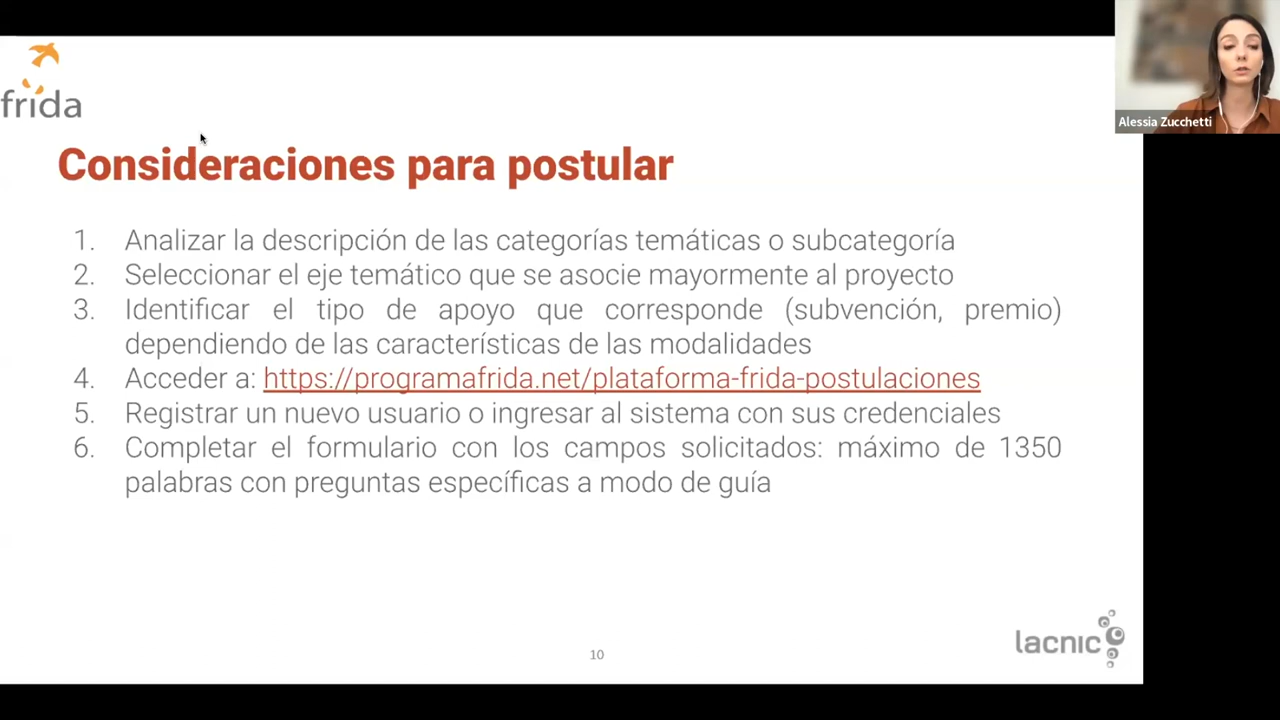 frida
Alessia Zucchetti
Consideraciones para postular
1. Analizar la descripción de las categorías temáticas o subcategoría
2. Seleccionar el eje temático que se asocie mayormente al proyecto
3. Identificar el tipo de apoyo que corresponde (subvención, premio)
dependiendo de las características de las modalidades
4. Acceder a: https://programafrida.net/plataforma-frida-postulaciones
5. Registrar un nuevo usuario o ingresar al sistema con sus credenciales
6. Completar el formulario con los campos solicitados: máximo de 1350
palabras con preguntas específicas a modo de guía
10
lacnic